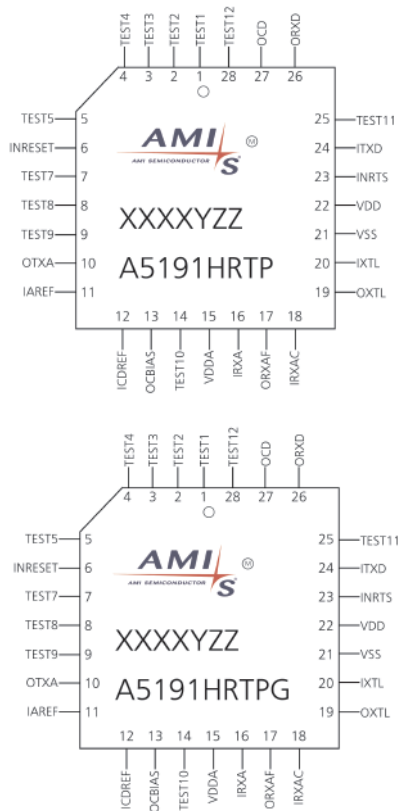 TEST4 TEST3 TEST2 TEST1 TEST12 OCD ORXD
4 3 2 1 28 27 26
TEST5 5 25 TEST11
INRESET 6 24 ITXD
TEST7 7 23 INRTS
TEST8 8 22 VDD
TEST9 9 21 VSS
OTXA 10 20 IXTL
IAREF 11 19 OXTL
AMI S M
AMI SEMICONDUCTOR
XXXXYZZ
A5191HRTP
12 13 14 15 16 17 18
ICDREF OCBIAS TEST10 VDDA IRXA ORXAF IRXAC
TEST4 TEST3 TEST2 TEST1 TEST12 OCD ORXD
4 3 2 1 28 27 26
TEST5 5 25 TEST11
INRESET 6 24 ITXD
TEST7 7 23 INRTS
TEST8 8 22 VDD
TEST9 9 21 VSS
OTXA 10 20 IXTL
IAREF 11 19 OXTL
AMI S M
AMI SEMICONDUCTOR
XXXXYZZ
A5191HRTPG
12 13 14 15 16 17 18
ICDREF OCBIAS TEST10 VDDA IRXA ORXAF IRXAC